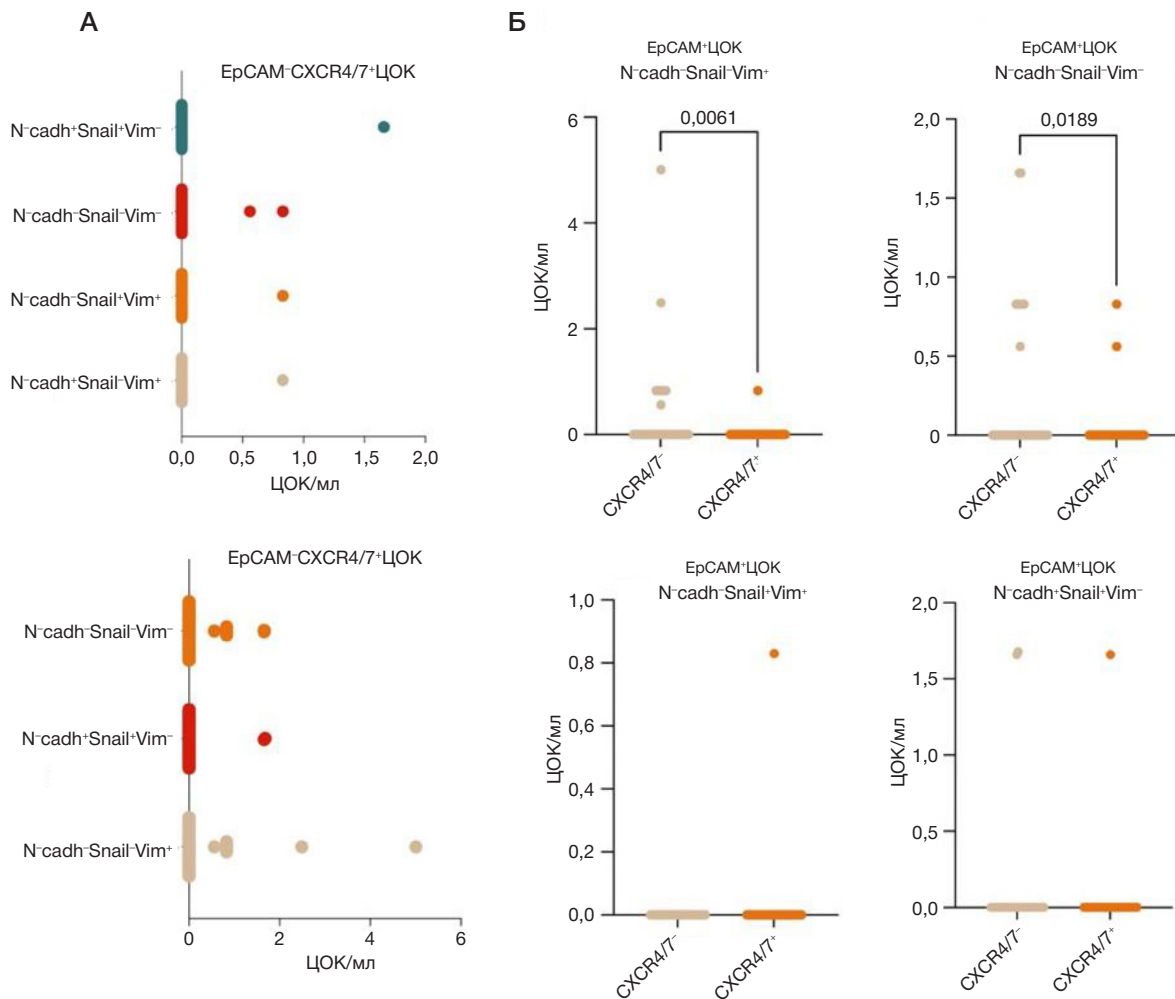 А
EpCAM⁻CXCR4/7⁺ЦОК
N⁻cadh⁺Snail⁺Vim⁻
N⁻cadh⁻Snail⁻Vim⁻
N⁻cadh⁻Snail⁺Vim⁺
N⁻cadh⁺Snail⁻Vim⁺
0,0 0,5 1,0 1,5 2,0
ЦОК/мл
EpCAM⁻CXCR4/7⁺ЦОК
N⁻cadh⁻Snail⁻Vim⁻
N⁻cadh⁺Snail⁺Vim⁻
N⁻cadh⁻Snail⁻Vim⁺
0 2 4 6
ЦОК/мл
Б
EpCAM⁺ЦОК
N⁻cadh⁻Snail⁻Vim⁺
0,0061
6
4
2
0
ЦОК/мл
CXCR4/7⁻
CXCR4/7⁺
EpCAM⁺ЦОК
N⁻cadh⁻Snail⁻Vim⁻
0,0189
2,0
1,5
1,0
0,5
0
ЦОК/мл
CXCR4/7⁻
CXCR4/7⁺
EpCAM⁺ЦОК
N⁻cadh⁻Snail⁺Vim⁺
1,0
0,8
0,6
0,4
0,2
0,0
ЦОК/мл
CXCR4/7⁻
CXCR4/7⁺
EpCAM⁺ЦОК
N⁻cadh⁺Snail⁺Vim⁻
2,0
1,5
1,0
0,5
0,0
ЦОК/мл
CXCR4/7⁻
CXCR4/7⁺